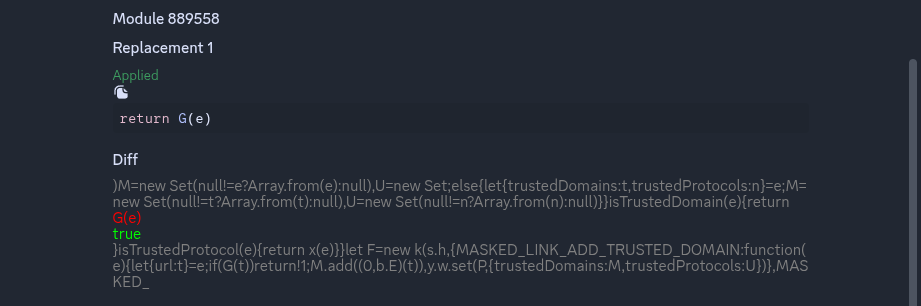 Module 889558
Replacement 1
Applied
return G(e)
Diff
)M=new Set(null!=e?Array.from(e):null),U=new Set;else{let{trustedDomains:t,trustedProtocols:n}=e;M=
new Set(null!=t?Array.from(t):null),U=new Set(null!=n?Array.from(n):null)}}isTrustedDomain(e){return
G(e)
true
}isTrustedProtocol(e){return x(e)}}let F=new k(s.h,{MASKED_LINK_ADD_TRUSTED_DOMAIN:function(
e){let{url:t}=e;if(G(t))return!1;M.add((0,b.E)(t)),y.w.set(P,{trustedDomains:M,trustedProtocols:U})},MAS
KED_